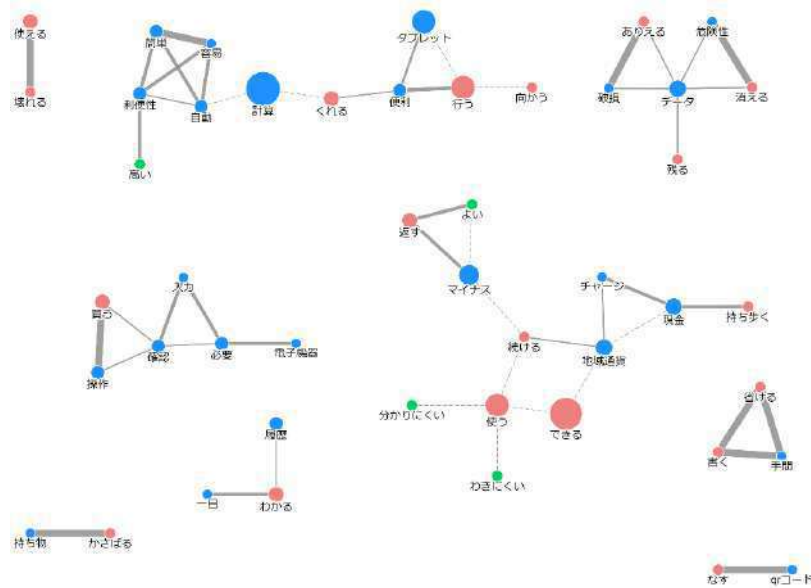 使える
壊れる
簡単
容易
利便性
自動
高い
計算
くれる
タブレット
便利
行う
向かう
ありえる
危険性
破損
データ
消える
残る
よい
返す
マイナス
チャージ
現金
持ち歩く
続ける
地域通貨
入力
買う
確認
必要
電子機器
操作
分かりにくい
使う
できる
わきにくい
省ける
書く
手間
履歴
一日
わかる
持ち物
かさばる
なす
qrコード